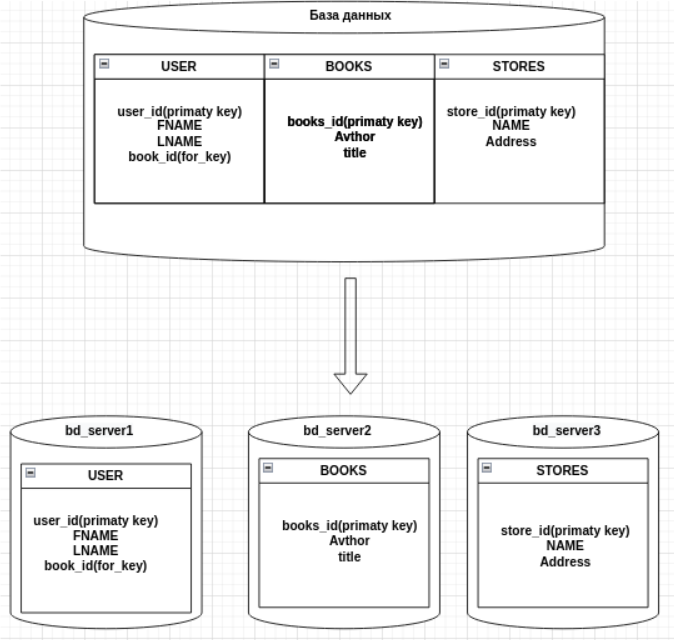 База данных
USER
BOOKS
STORES
user_id(primaty key)
FNAME
LNAME
book_id(for_key)
books_id(primaty key)
Avthor
title
store_id(primaty key)
NAME
Address
bd_server1
bd_server2
bd_server3
USER
user_id(primaty key)
FNAME
LNAME
book_id(for_key)
BOOKS
books_id(primaty key)
Avthor
title
STORES
store_id(primaty key)
NAME
Address